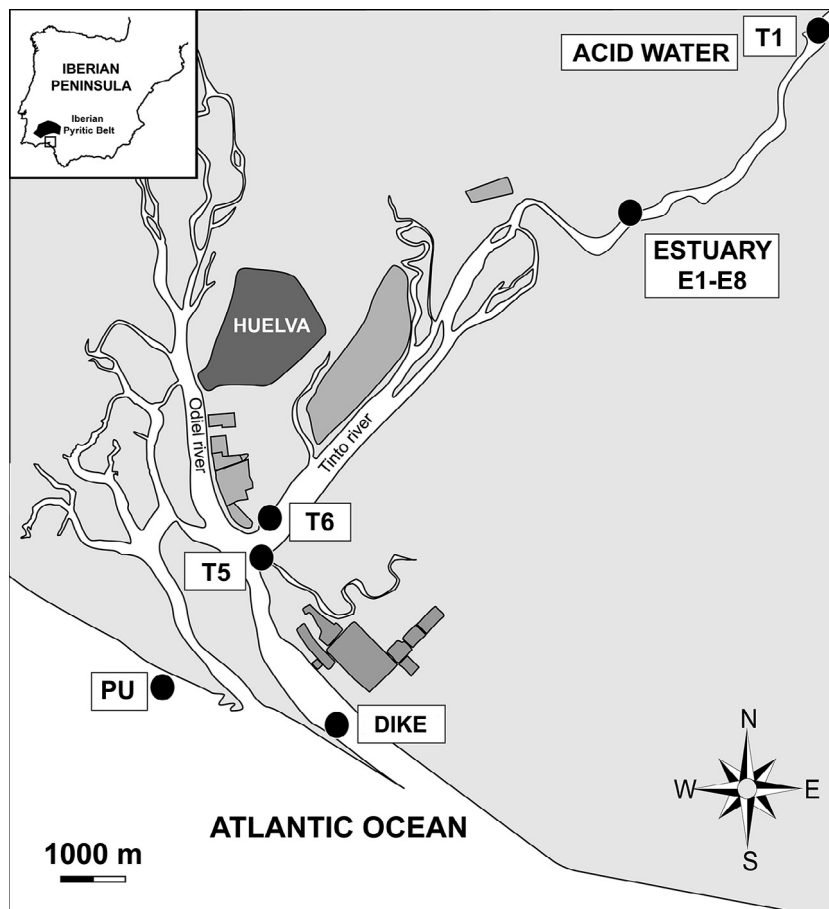 IBERIAN
PENINSULA
Iberian
Pyritic Belt
T1
ACID WATER
ESTUARY
E1-E8
HUELVA
Odiel river
Tinto river
T6
T5
PU
DIKE
N
W
E
S
ATLANTIC OCEAN
1000 m